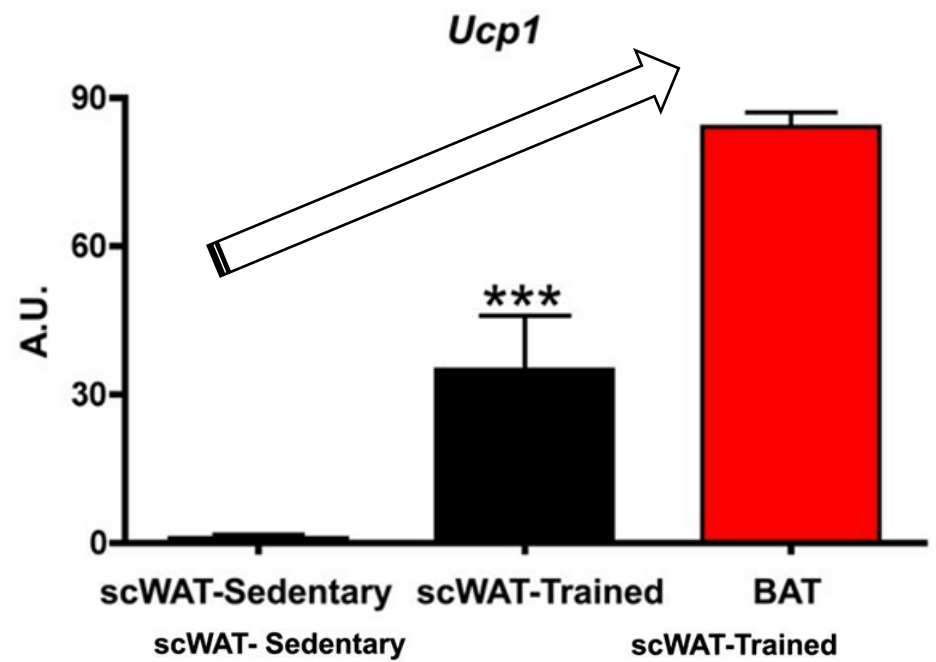 Ucp1
90
60
30
0
A.U.
***
scWAT-Sedentary scWAT-Trained BAT
scWAT- Sedentary scWAT-Trained